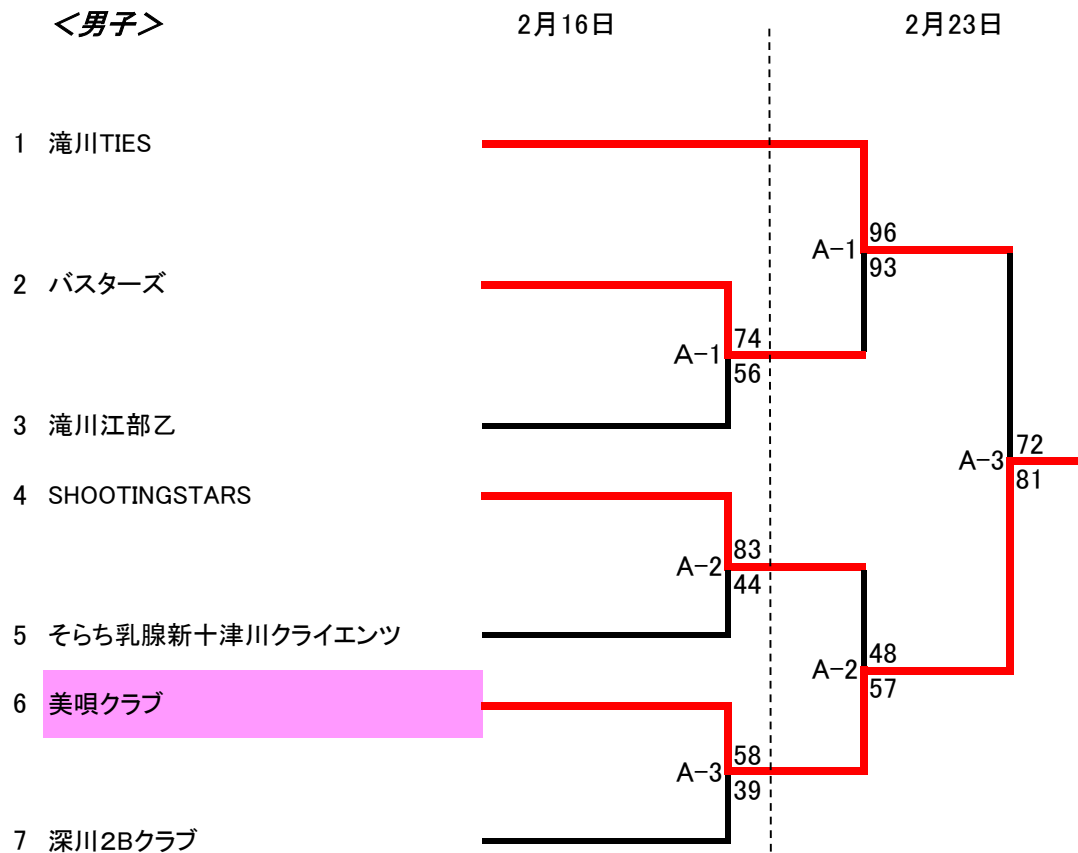 ＜男子＞ 2月16日 2月23日
1 滝川TIES
96
A-1
93
2 バスターズ
74
A-1
56
3 滝川江部乙
72
A-3
81
4 SHOOTINGSTARS
83
A-2
44
5 そらち乳腺新十津川クライエンツ
48
A-2
57
6 美唄クラブ
58
A-3
39
7 深川2Bクラブ